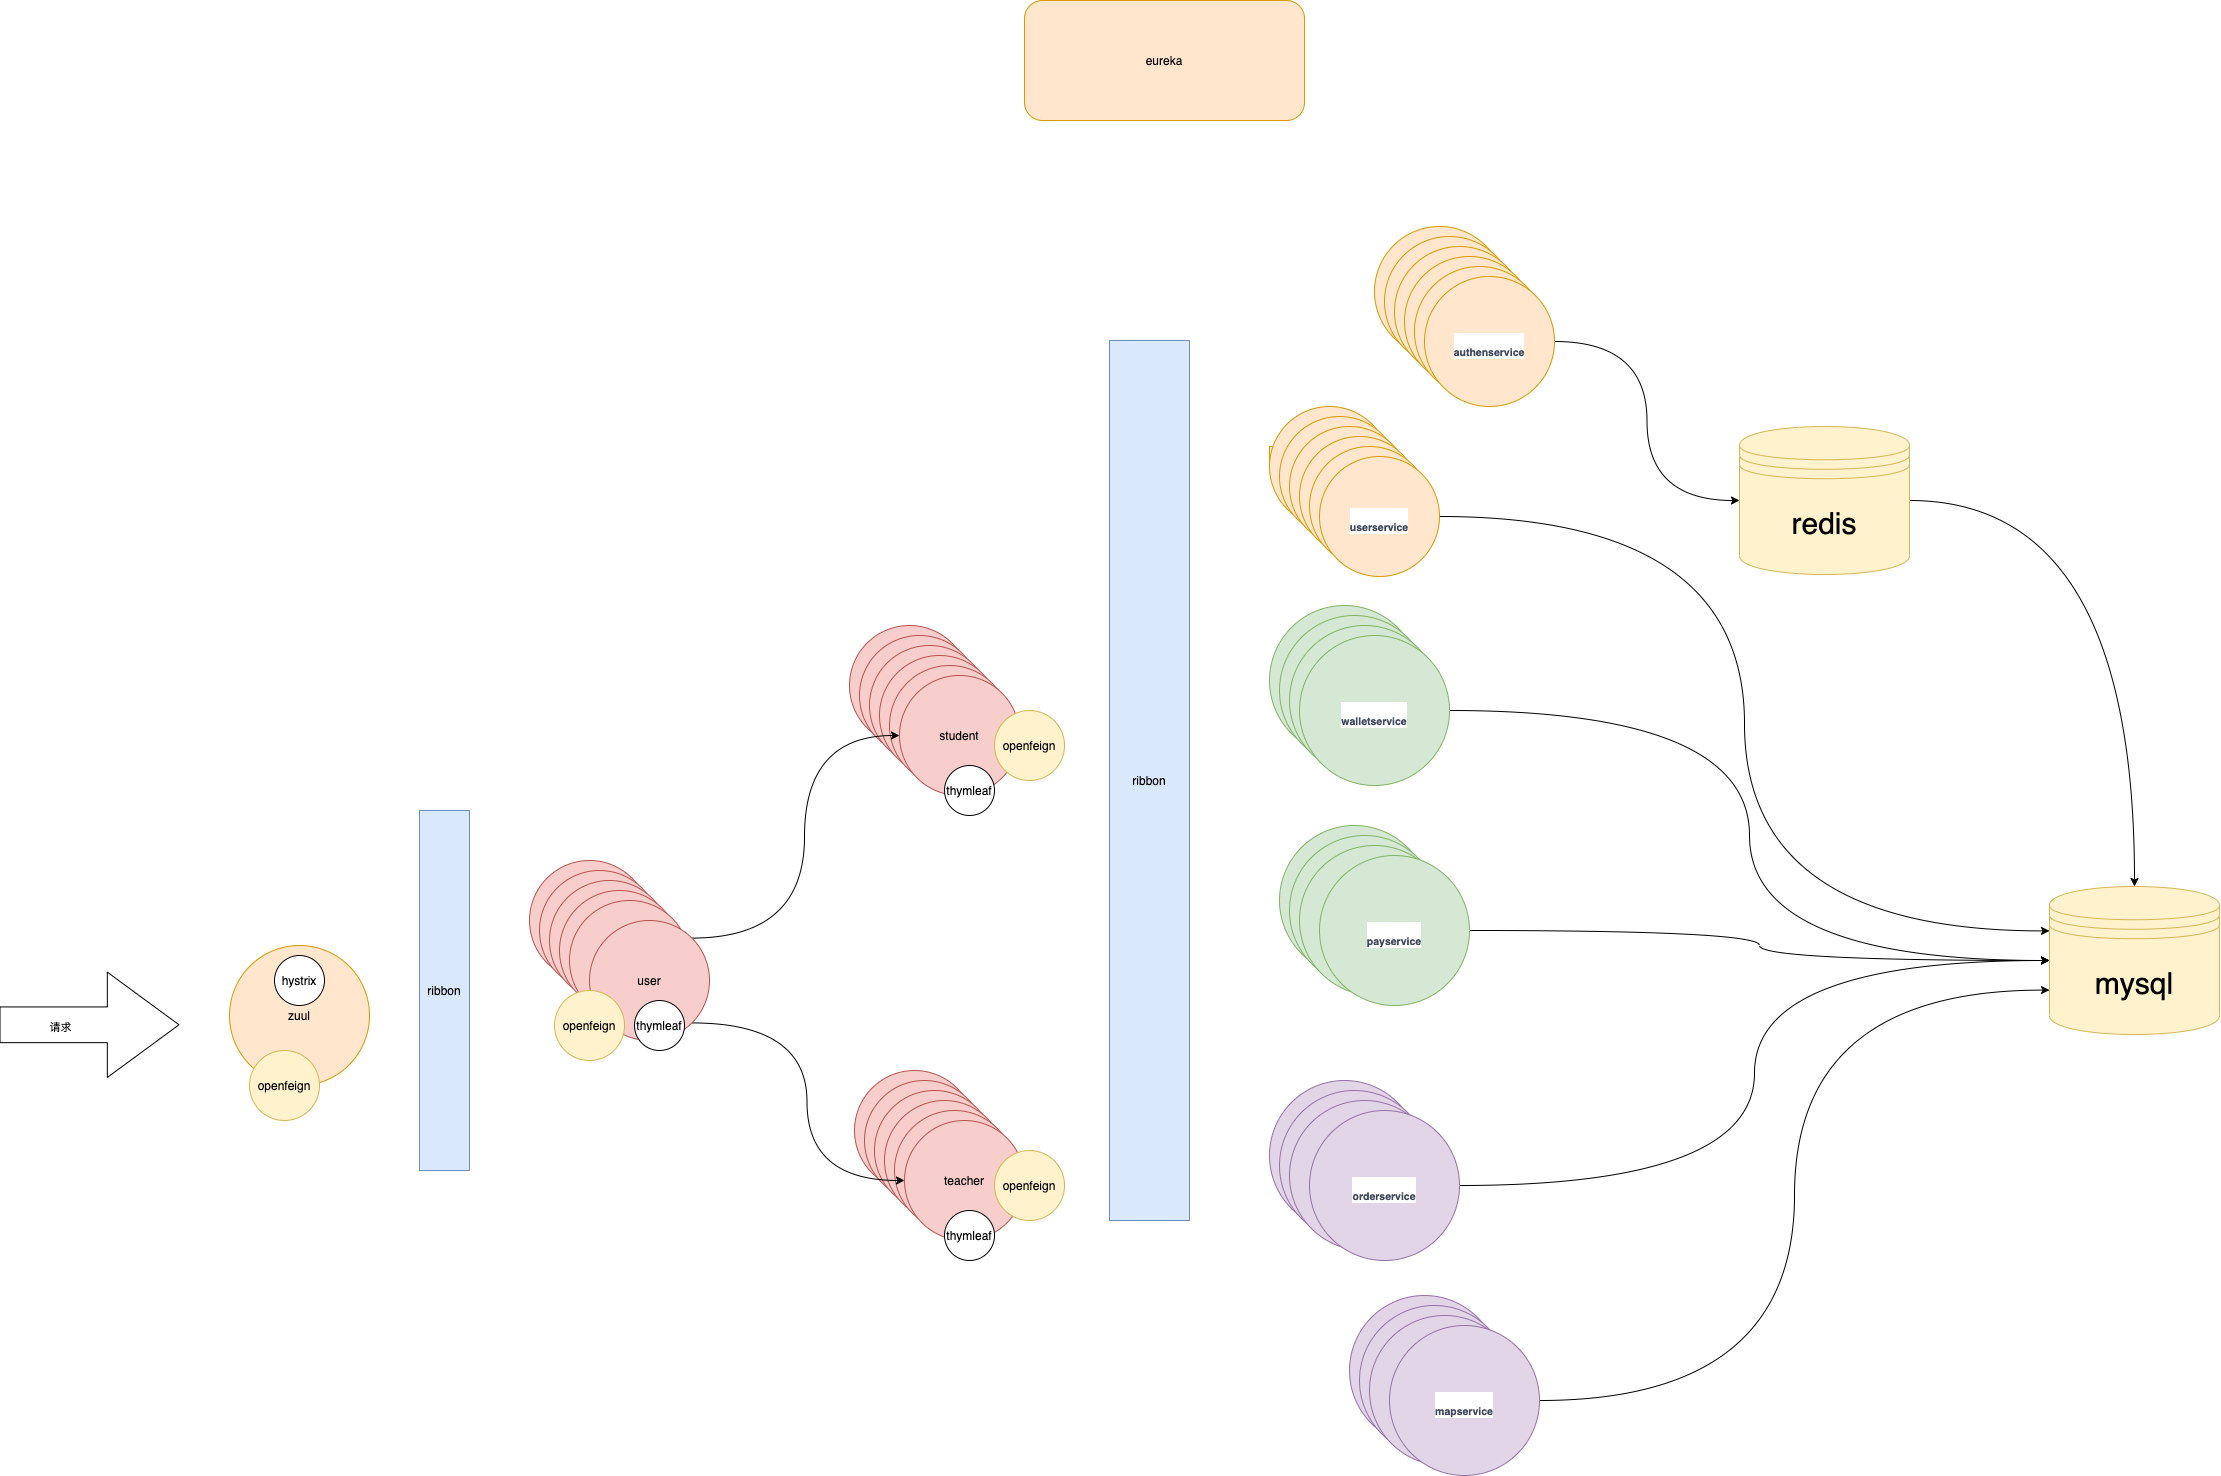 eureka
authenservice
redis
userservice
walletservice
student
openfeign
thymleaf
ribbon
payservice
mysql
hystrix
zuul
openfeign
请求
ribbon
user
openfeign
thymleaf
teacher
openfeign
thymleaf
orderservice
mapservice